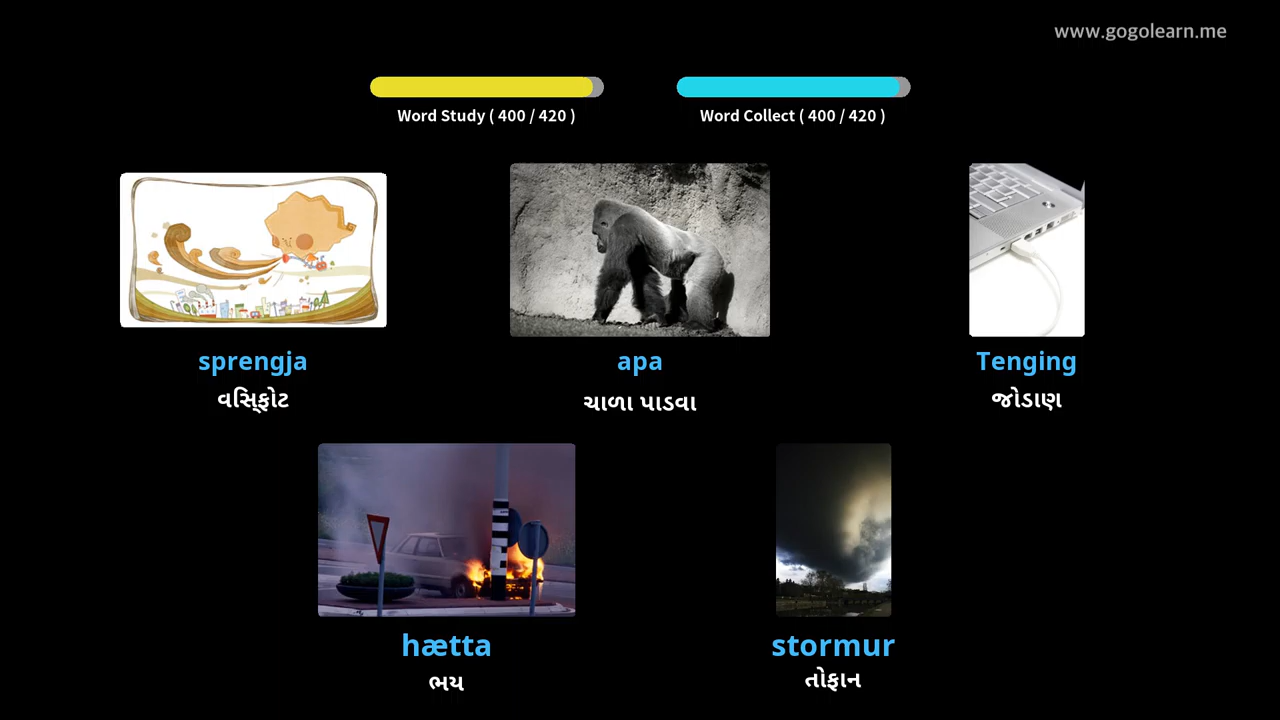 www.gogolearn.me
Word Study ( 400 / 420 )
Word Collect ( 400 / 420 )
sprengja
વિસ્ફોટ
apa
ચાળા પાડવા
Tenging
જોડાણ
hætta
ભય
stormur
તોફાન